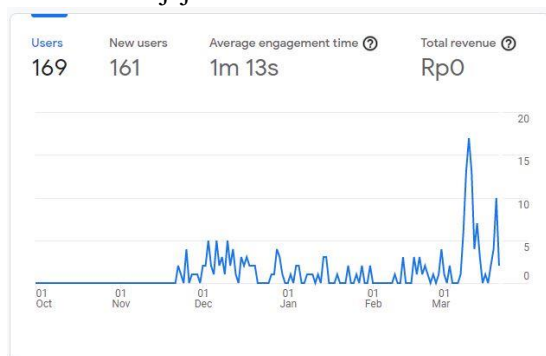 Users New users Average engagement time Total revenue
169 161 1m 13s Rp0
20
15
10
5
0
01 01 01 01 01 01
Oct Nov Dec Jan Feb Mar